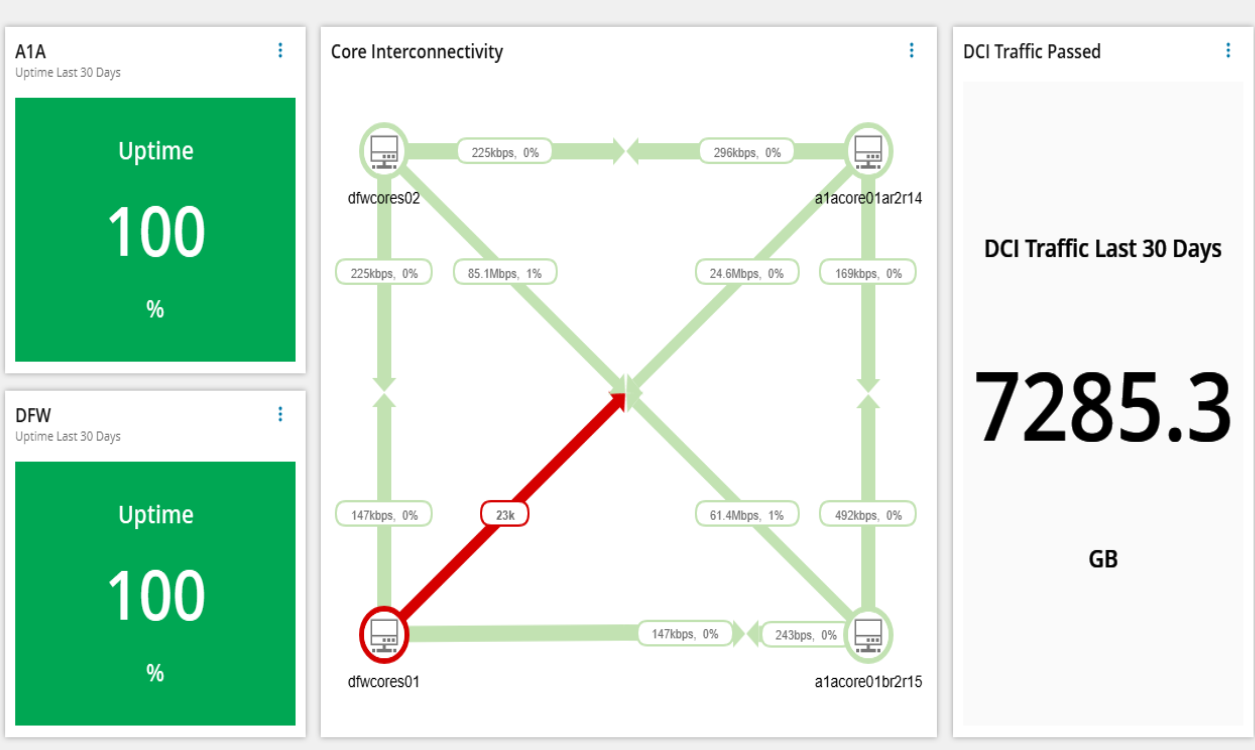 A1A
Uptime Last 30 Days
Uptime
100
%
DFW
Uptime Last 30 Days
Uptime
100
%
Core Interconnectivity
225kbps, 0%
296kbps, 0%
dfwcores02
a1acore01ar2r14
225kbps, 0%
85.1Mbps, 1%
24.6Mbps, 0%
169kbps, 0%
147kbps, 0%
23k
61.4Mbps, 1%
492kbps, 0%
147kbps, 0%
243bps, 0%
dfwcores01
a1acore01br2r15
DCI Traffic Passed
DCI Traffic Last 30 Days
7285.3
GB